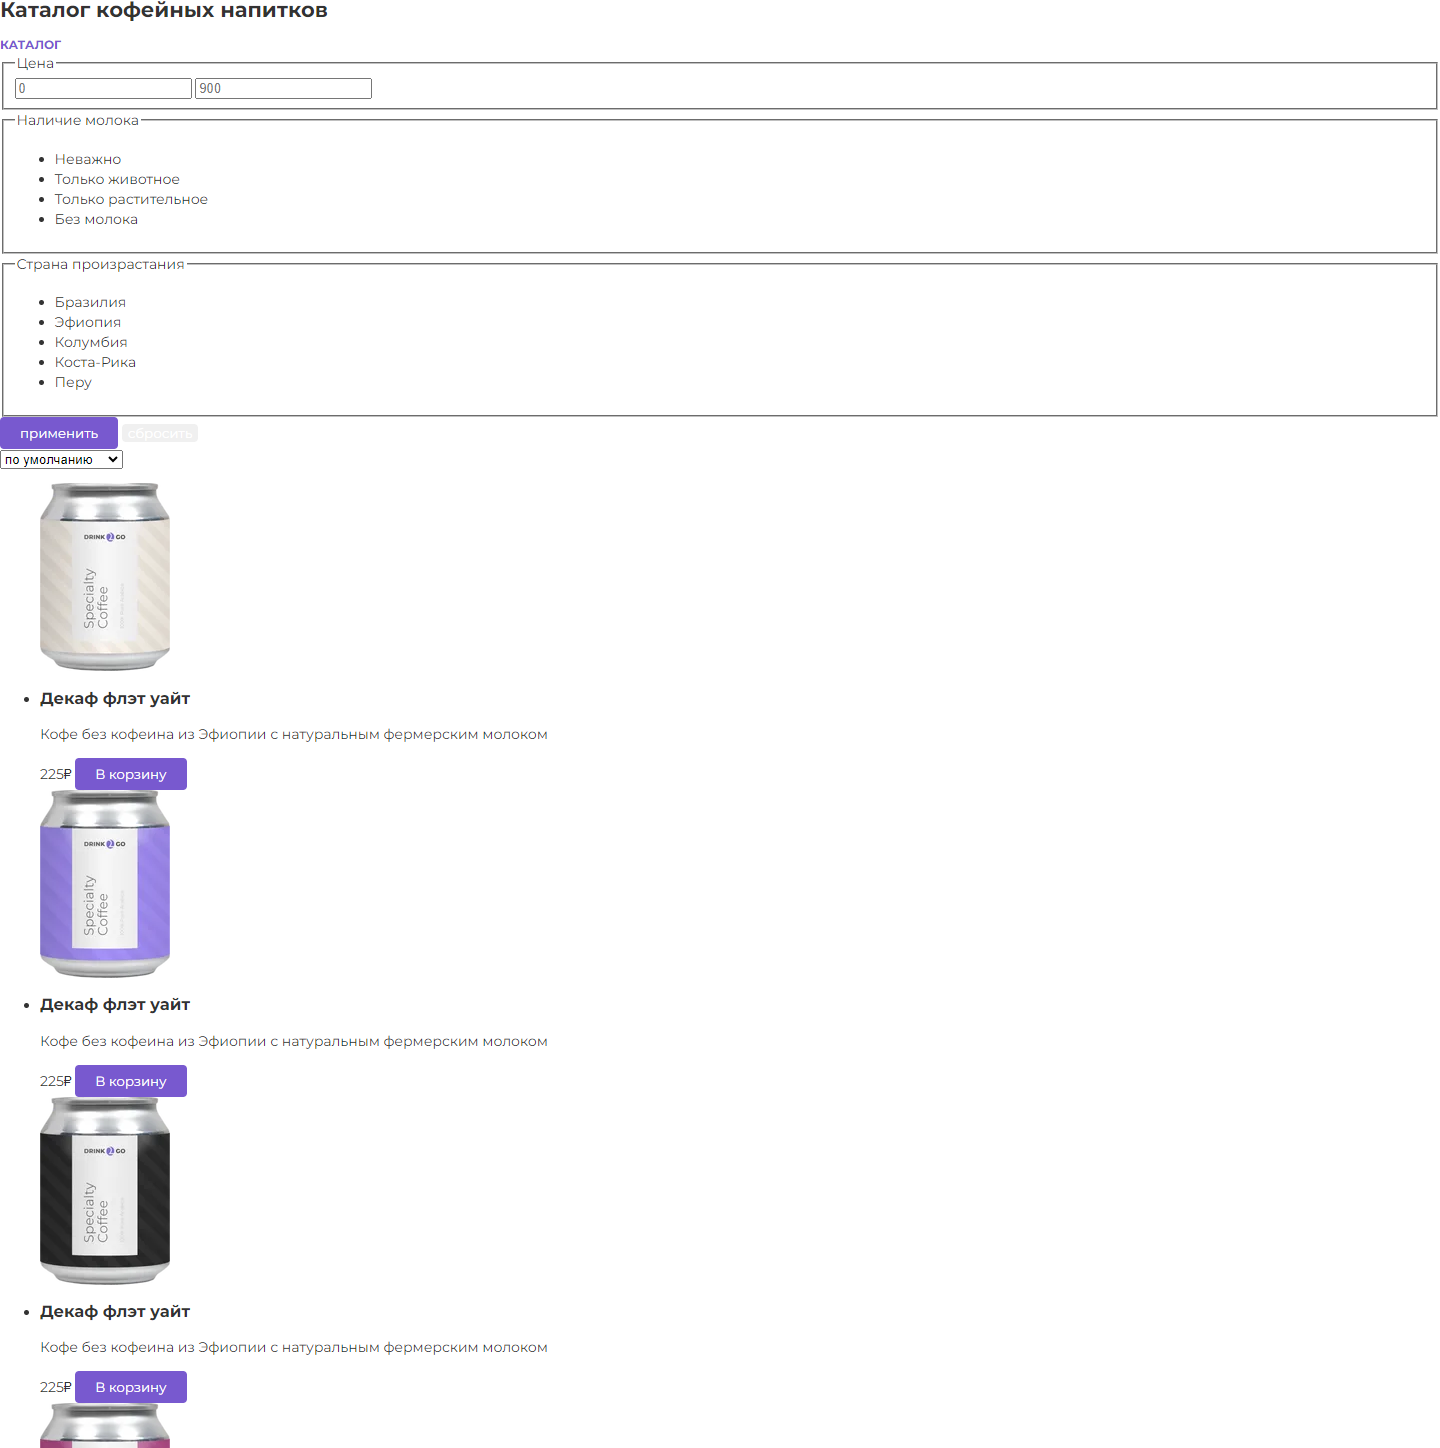 Каталог кофейных напитков
КАТАЛОГ
Цена
0 900
Наличие молока
Неважно
Только животное
Только растительное
Без молока
Страна произрастания
Бразилия
Эфиопия
Колумбия
Коста-Рика
Перу
применить сбросить
по умолчанию
DRINK 2 GO
Specialty
Coffee
Декаф флэт уайт
Кофе без кофеина из Эфиопии с натуральным фермерским молоком
225₽ В корзину
DRINK 2 GO
Specialty
Coffee
Декаф флэт уайт
Кофе без кофеина из Эфиопии с натуральным фермерским молоком
225₽ В корзину
DRINK 2 GO
Specialty
Coffee
Декаф флэт уайт
Кофе без кофеина из Эфиопии с натуральным фермерским молоком
225₽ В корзину